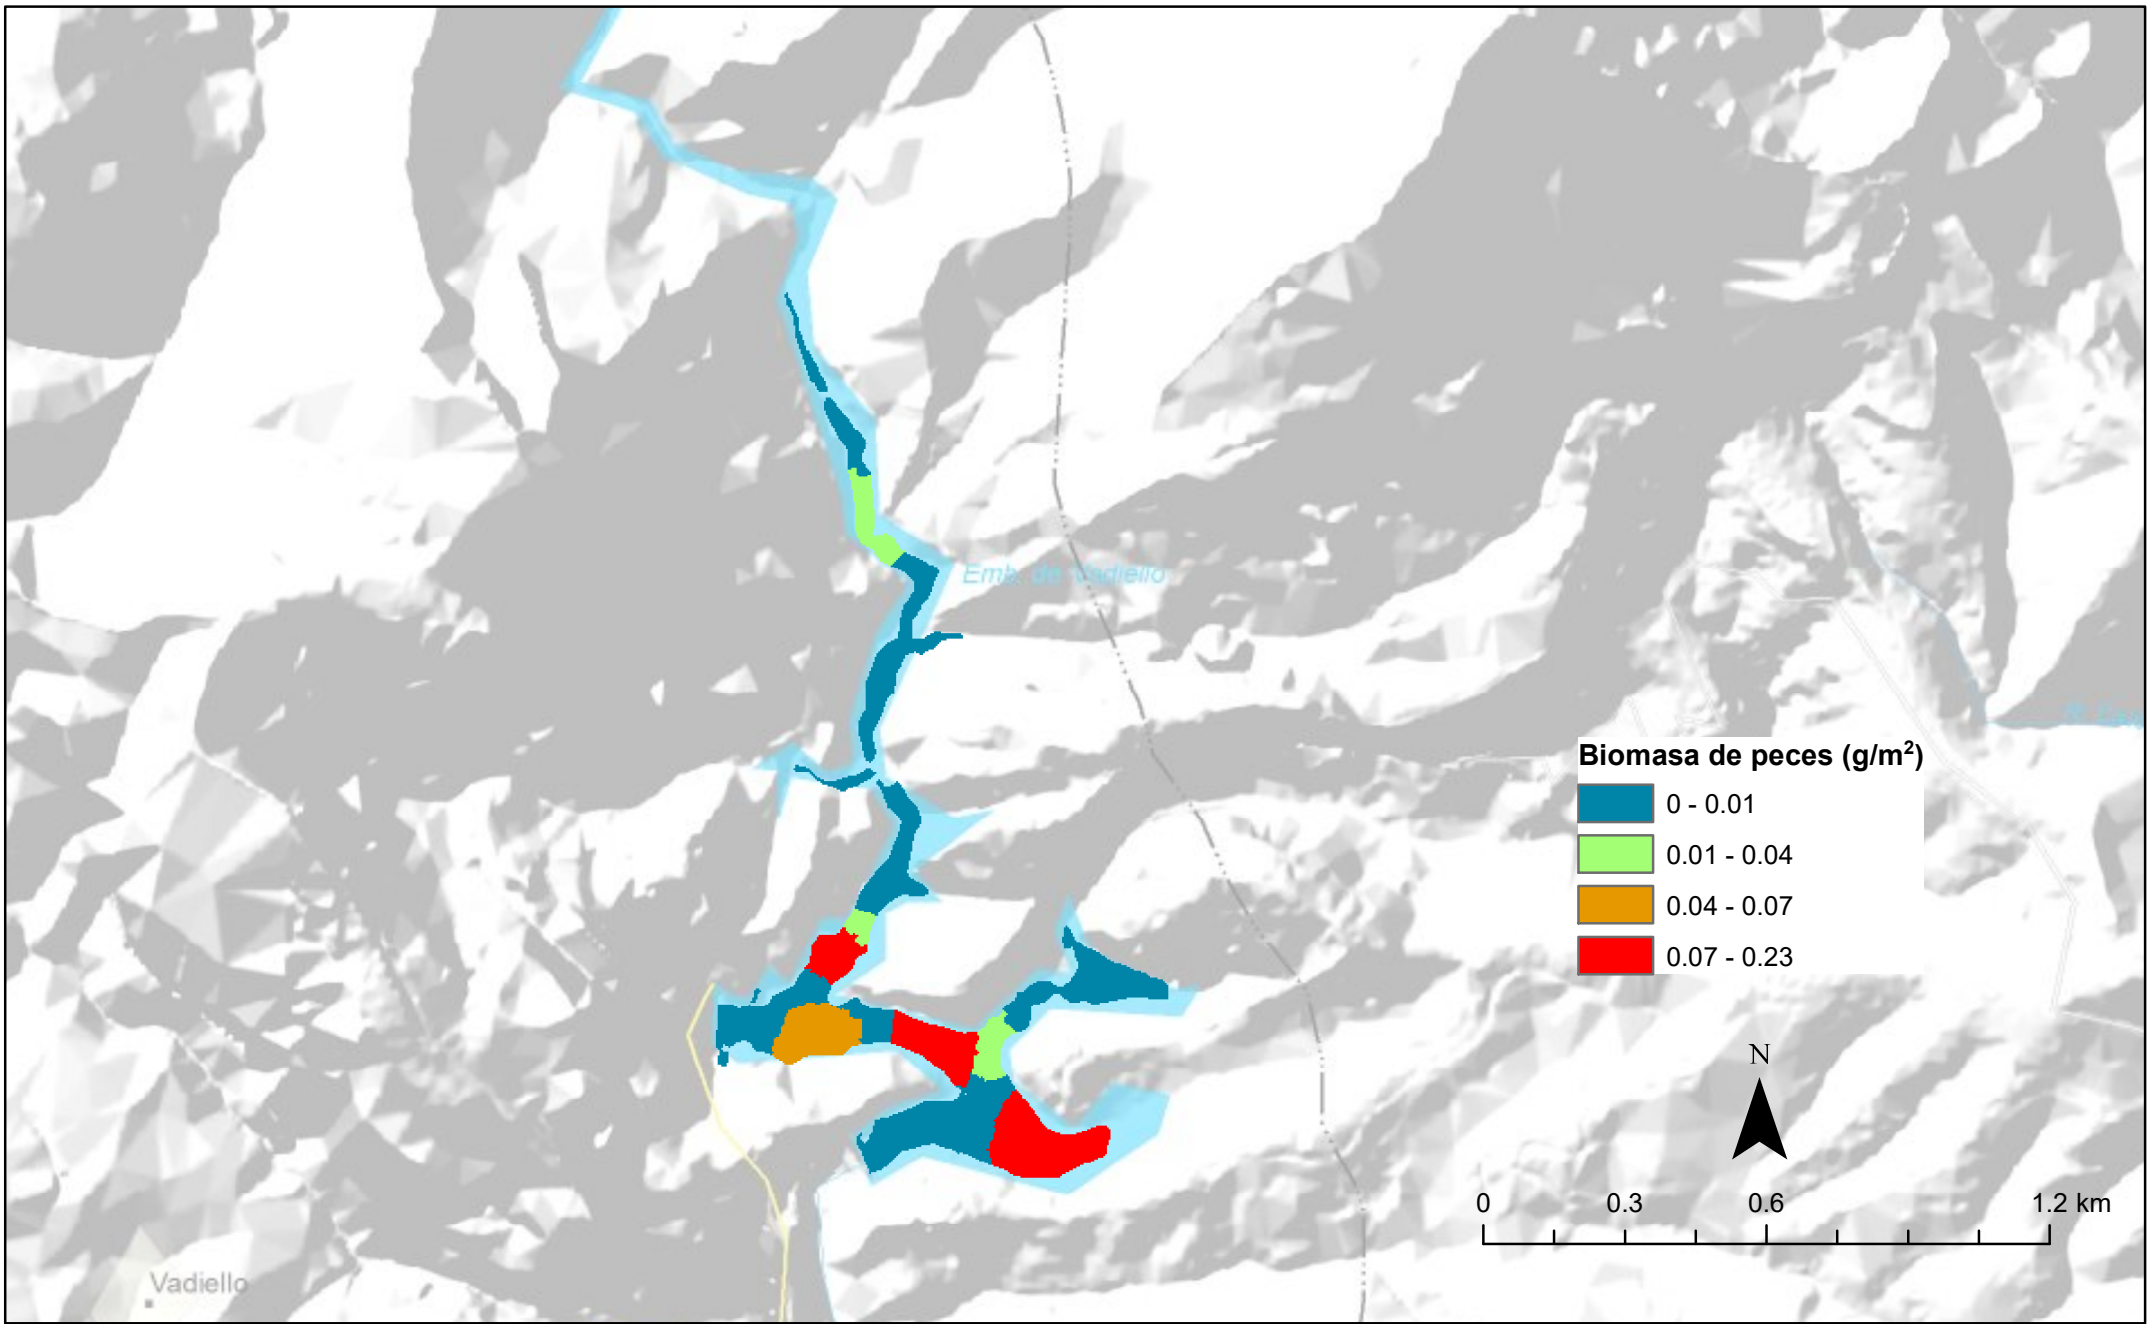 Emb. de Vadiello
Biomasa de peces (g/m²)
0 - 0.01
0.01 - 0.04
0.04 - 0.07
0.07 - 0.23
N
0 0.3 0.6 1.2 km
Vadiello